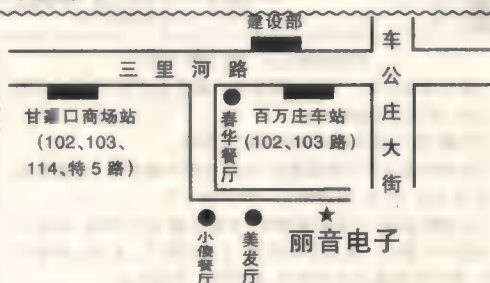 建设部
三里河路
车公庄大街
甘家口商场站
(102、103、
114、特5路)
百万庄车站
(102、103路)
春华餐厅
小傻餐厅
美发厅
丽音电子